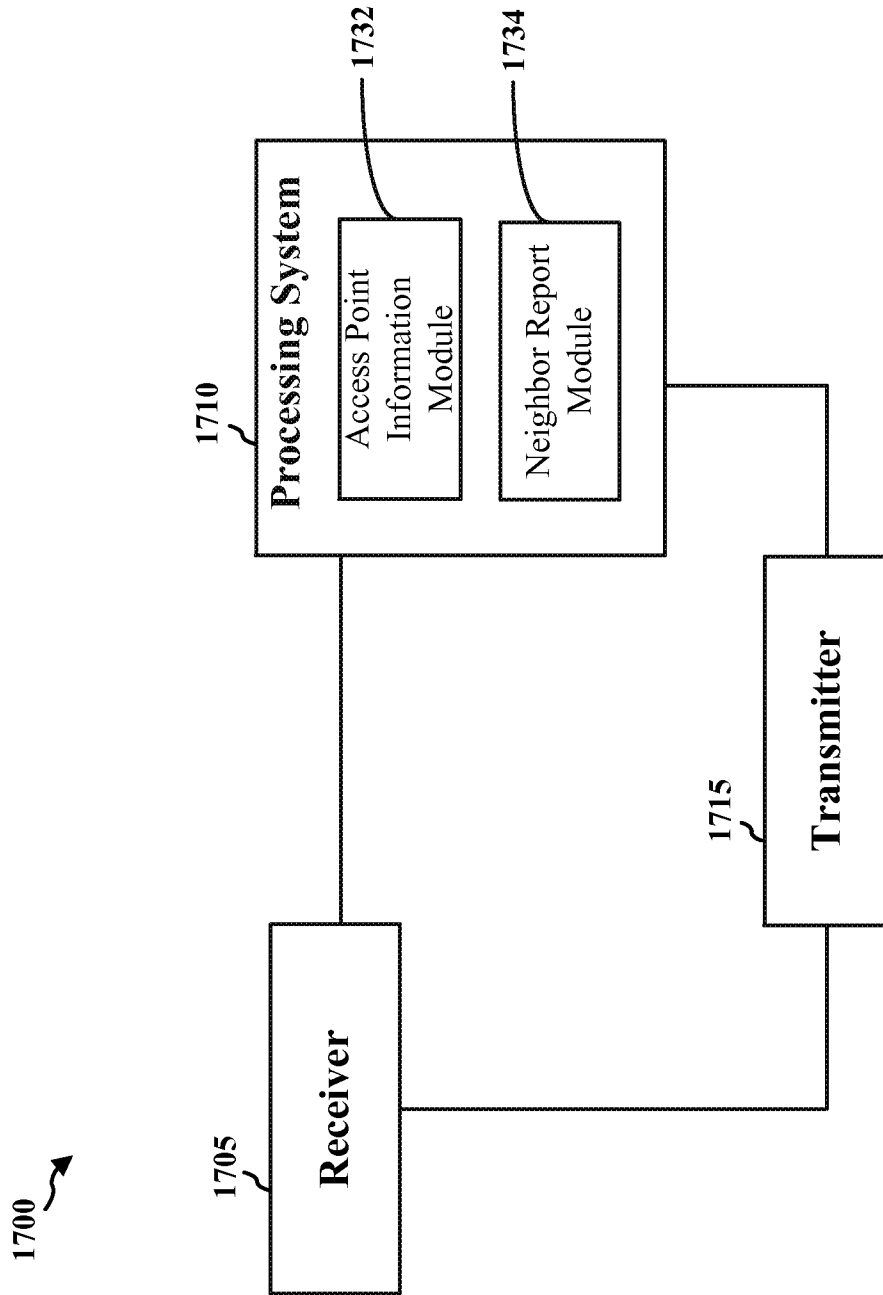 1700
1705
Receiver
1710
Processing System
Access Point
Information
Module
1732
Neighbor Report
Module
1734
1715
Transmitter